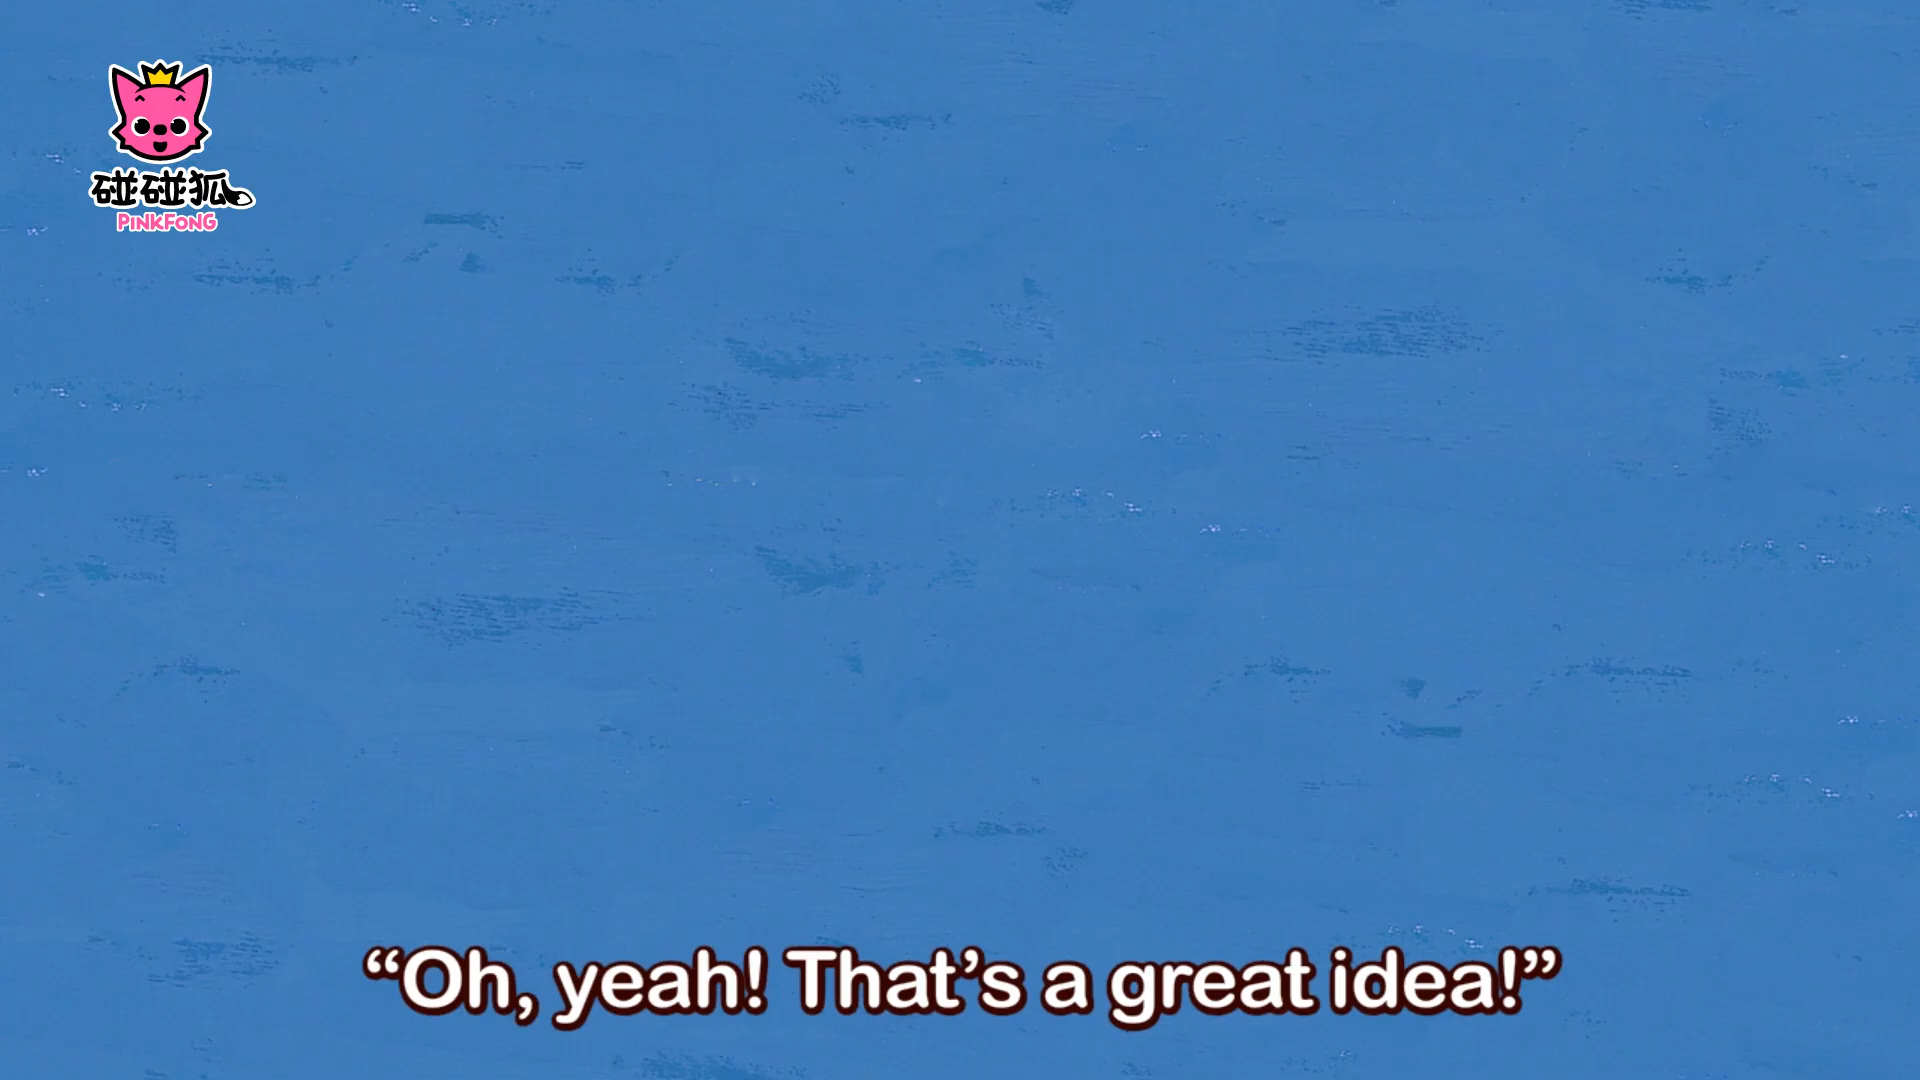 碰碰狐
PINKFONG
“Oh, yeah! That’s a great idea!”